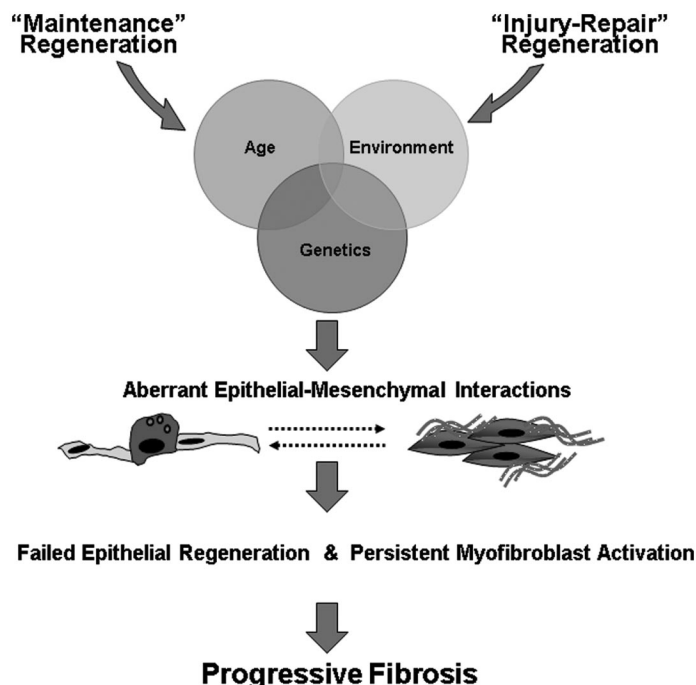 “Maintenance”
Regeneration
“Injury-Repair”
Regeneration
Age
Environment
Genetics
Aberrant Epithelial-Mesenchymal Interactions
Failed Epithelial Regeneration & Persistent Myofibroblast Activation
Progressive Fibrosis